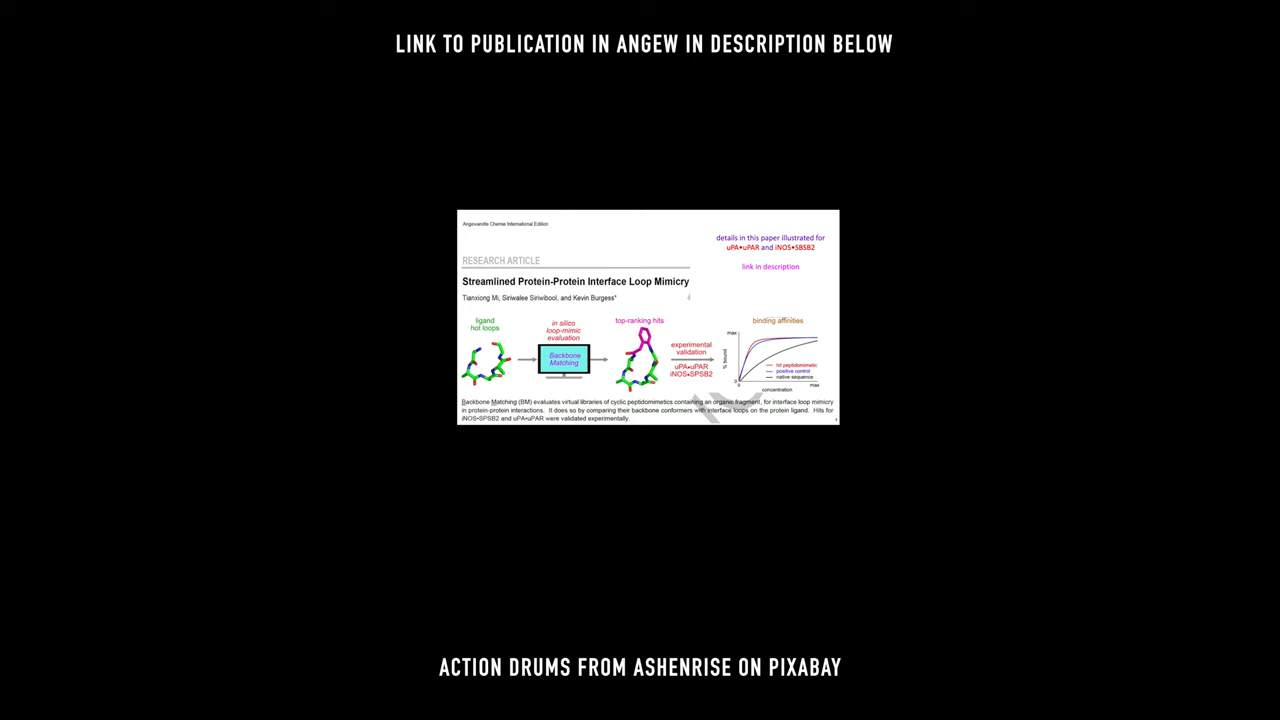 LINK TO PUBLICATION IN ANGEW IN DESCRIPTION BELOW
Angewandte Chemie International Edition
details in this paper illustrated for
uPA•uPAR and iNOS•SBSB2
link in description
RESEARCH ARTICLE
Streamlined Protein-Protein Interface Loop Mimicry
Tianxiong Mi, Siriwalee Siriwibool, and Kevin Burgess*
ligand
hot loops
in silico
loop-mimic
evaluation
Backbone
Matching
top-ranking hits
experimental
validation
uPA•uPAR
iNOS•SPSB2
binding affinities
max
% bound
0
hit peptidomimetic
positive control
native sequence
0
max
concentration
Backbone Matching (BM) evaluates virtual libraries of cyclic peptidomimetics containing an organic fragment, for interface loop mimicry
in protein-protein interactions. It does so by comparing their backbone conformers with interface loops on the protein ligand. Hits for
iNOS•SPSB2 and uPA•uPAR were validated experimentally.
ACTION DRUMS FROM ASHENRISE ON PIXABAY